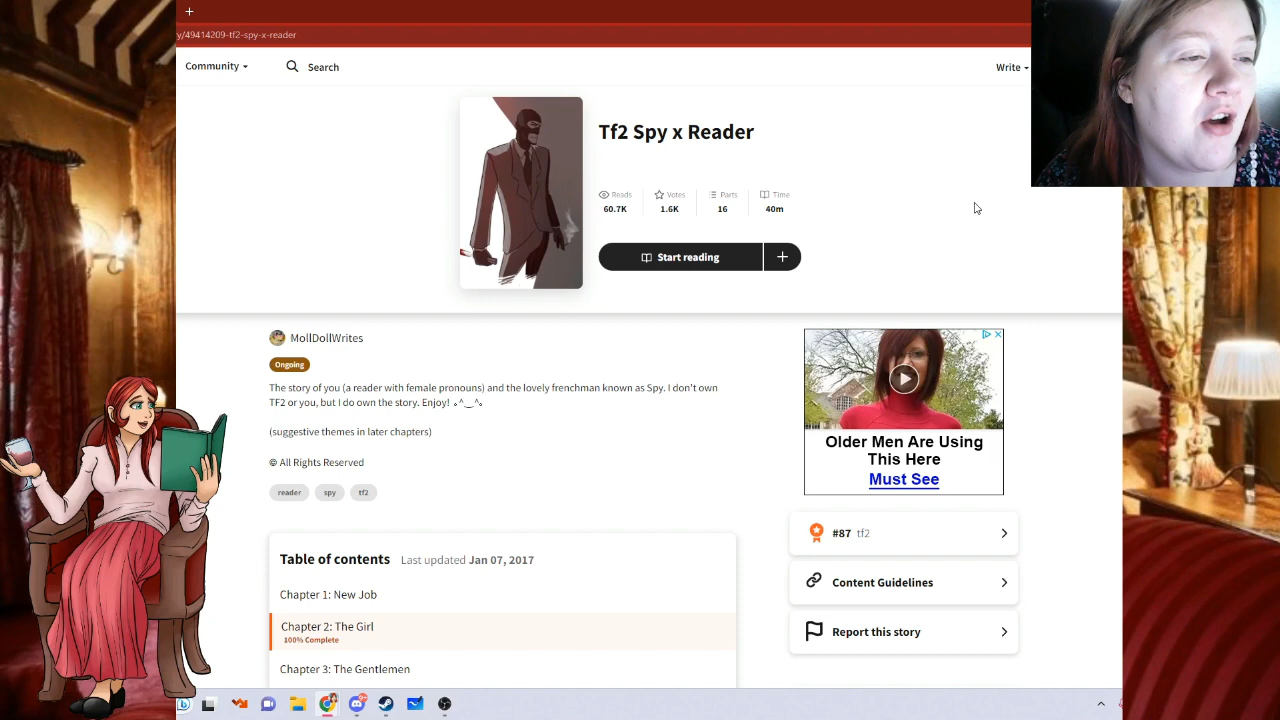 +
y/49414209-tf2-spy-x-reader
Community
Search
Write
Tf2 Spy x Reader
Reads
Votes
Parts
Time
60.7K
1.6K
16
40m
Start reading
+
MollDollWrites
Ongoing
The story of you (a reader with female pronouns) and the lovely frenchman known as Spy. I don't own
TF2 or you, but I do own the story. Enjoy! ｡^‿^｡
(suggestive themes in later chapters)
© All Rights Reserved
reader
spy
tf2
Older Men Are Using
This Here
Must See
#87 tf2
Content Guidelines
Report this story
Table of contents Last updated Jan 07, 2017
Chapter 1: New Job
Chapter 2: The Girl
100% Complete
Chapter 3: The Gentlemen